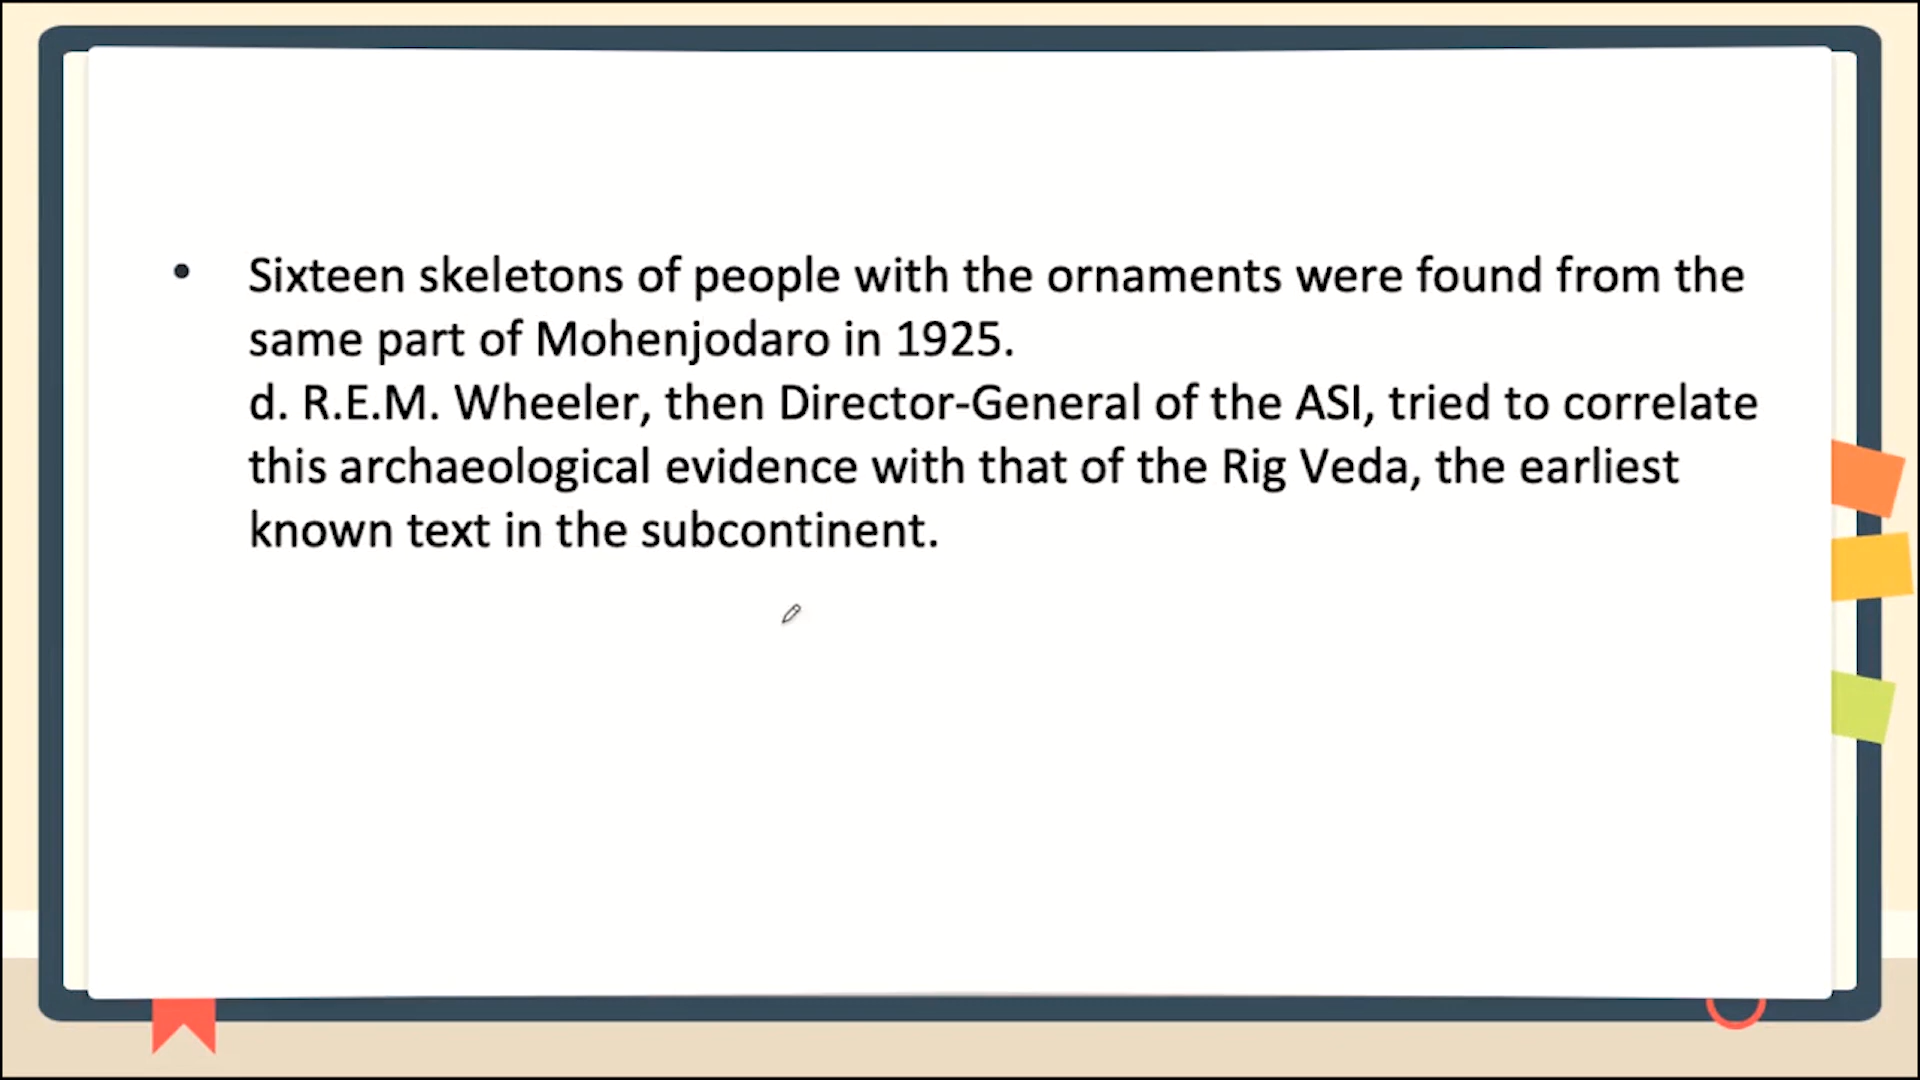 • Sixteen skeletons of people with the ornaments were found from the
same part of Mohenjodaro in 1925.
d. R.E.M. Wheeler, then Director-General of the ASI, tried to correlate
this archaeological evidence with that of the Rig Veda, the earliest
known text in the subcontinent.